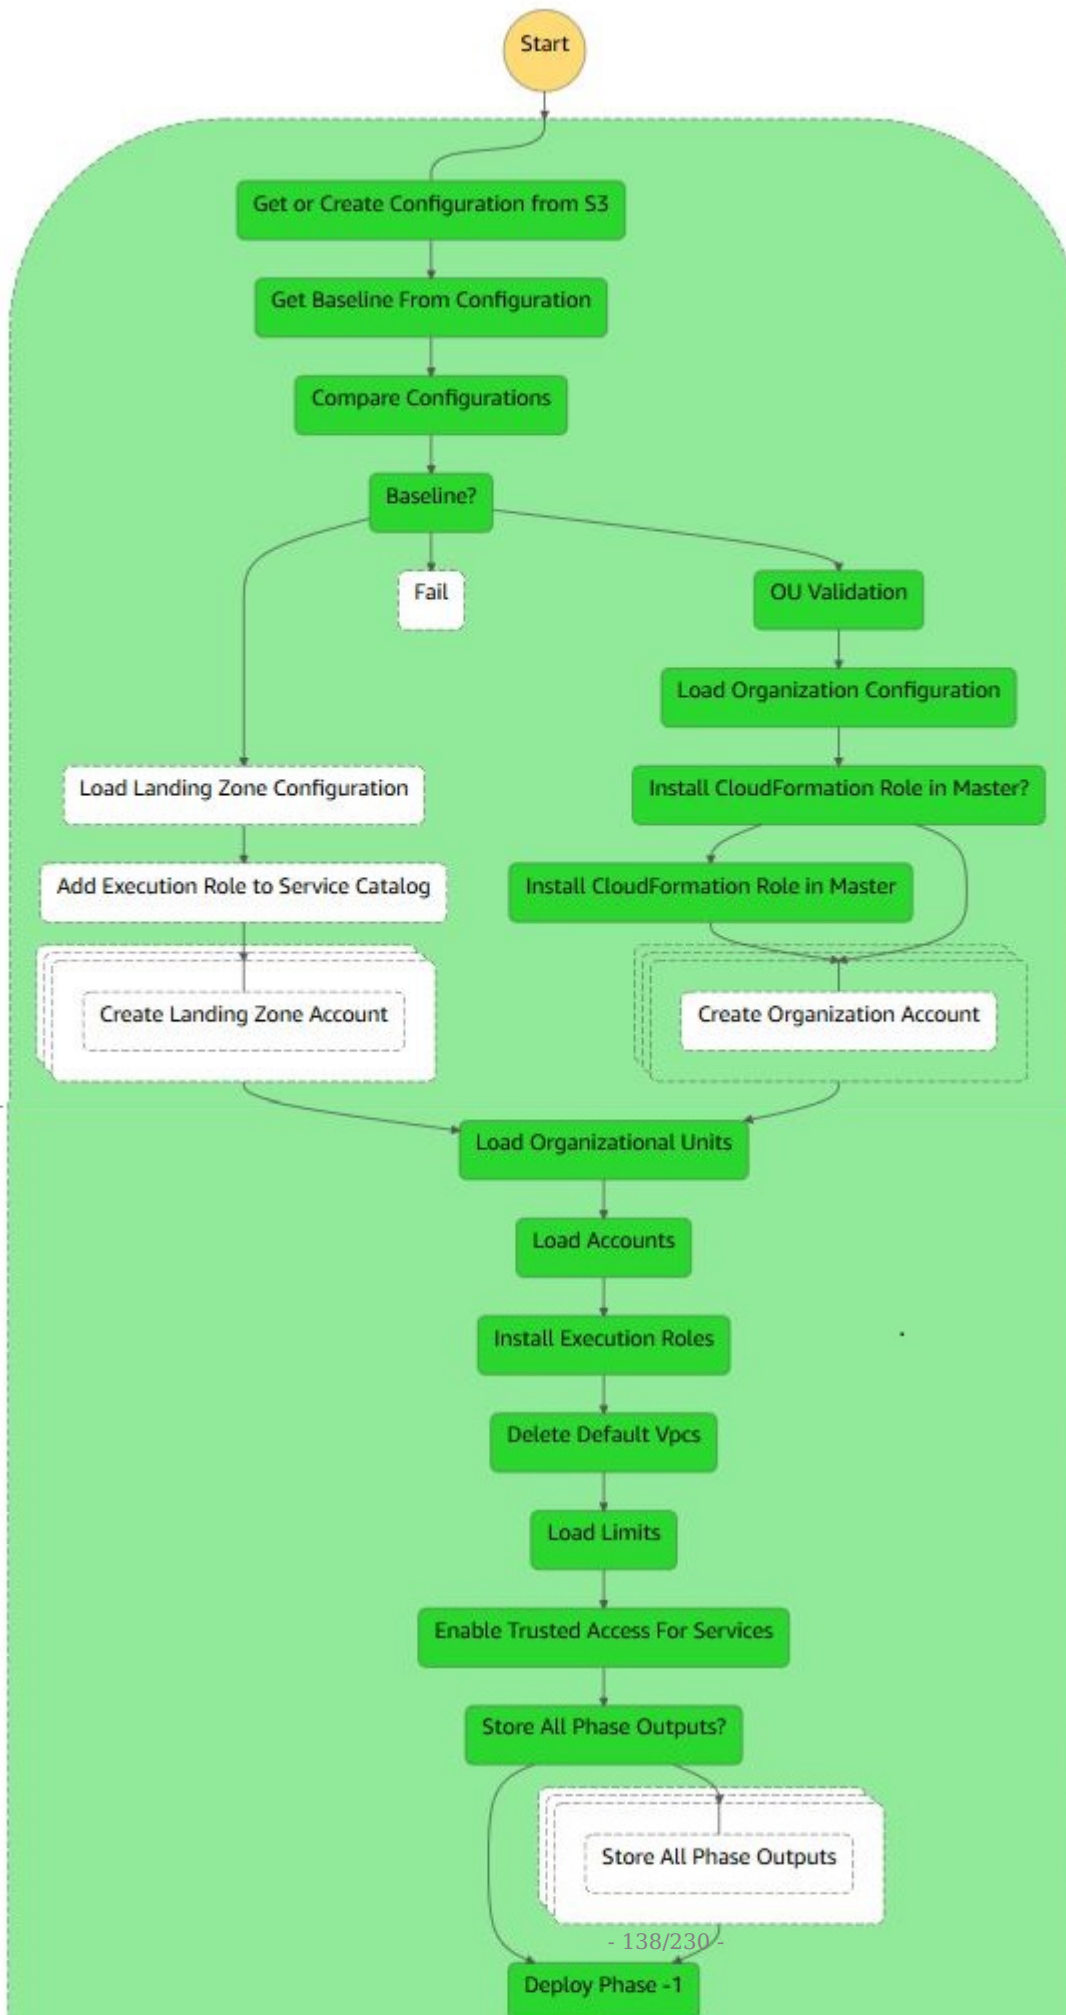 Start
Get or Create Configuration from S3
Get Baseline From Configuration
Compare Configurations
Baseline?
Fail
OU Validation
Load Organization Configuration
Load Landing Zone Configuration
Install CloudFormation Role in Master?
Add Execution Role to Service Catalog
Install CloudFormation Role in Master
Create Landing Zone Account
Create Organization Account
Load Organizational Units
Load Accounts
Install Execution Roles
Delete Default Vpcs
Load Limits
Enable Trusted Access For Services
Store All Phase Outputs?
Store All Phase Outputs
- 138/230 -
Deploy Phase -1